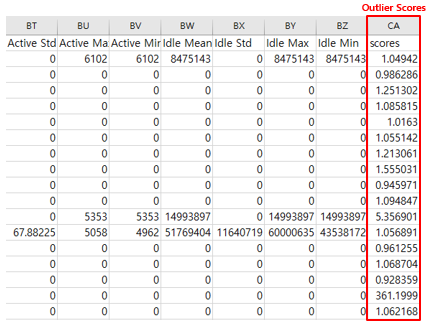 Outlier Scores
BT BU BV BW BX BY BZ CA
Active Std Active Ma Active Min Idle Mean Idle Std Idle Max Idle Min scores
0 6102 6102 8475143 0 8475143 8475143 1.04942
0 0 0 0 0 0 0 0.986286
0 0 0 0 0 0 0 1.251302
0 0 0 0 0 0 0 1.085815
0 0 0 0 0 0 0 1.0163
0 0 0 0 0 0 0 1.055142
0 0 0 0 0 0 0 1.213061
0 0 0 0 0 0 0 1.555031
0 0 0 0 0 0 0 0.945971
0 0 0 0 0 0 0 1.094847
0 5353 5353 14993897 0 14993897 14993897 5.356901
67.88225 5058 4962 51769404 11640719 60000635 43538172 1.056891
0 0 0 0 0 0 0 0.961255
0 0 0 0 0 0 0 1.068704
0 0 0 0 0 0 0 0.928359
0 0 0 0 0 0 0 361.1999
0 0 0 0 0 0 0 1.062168